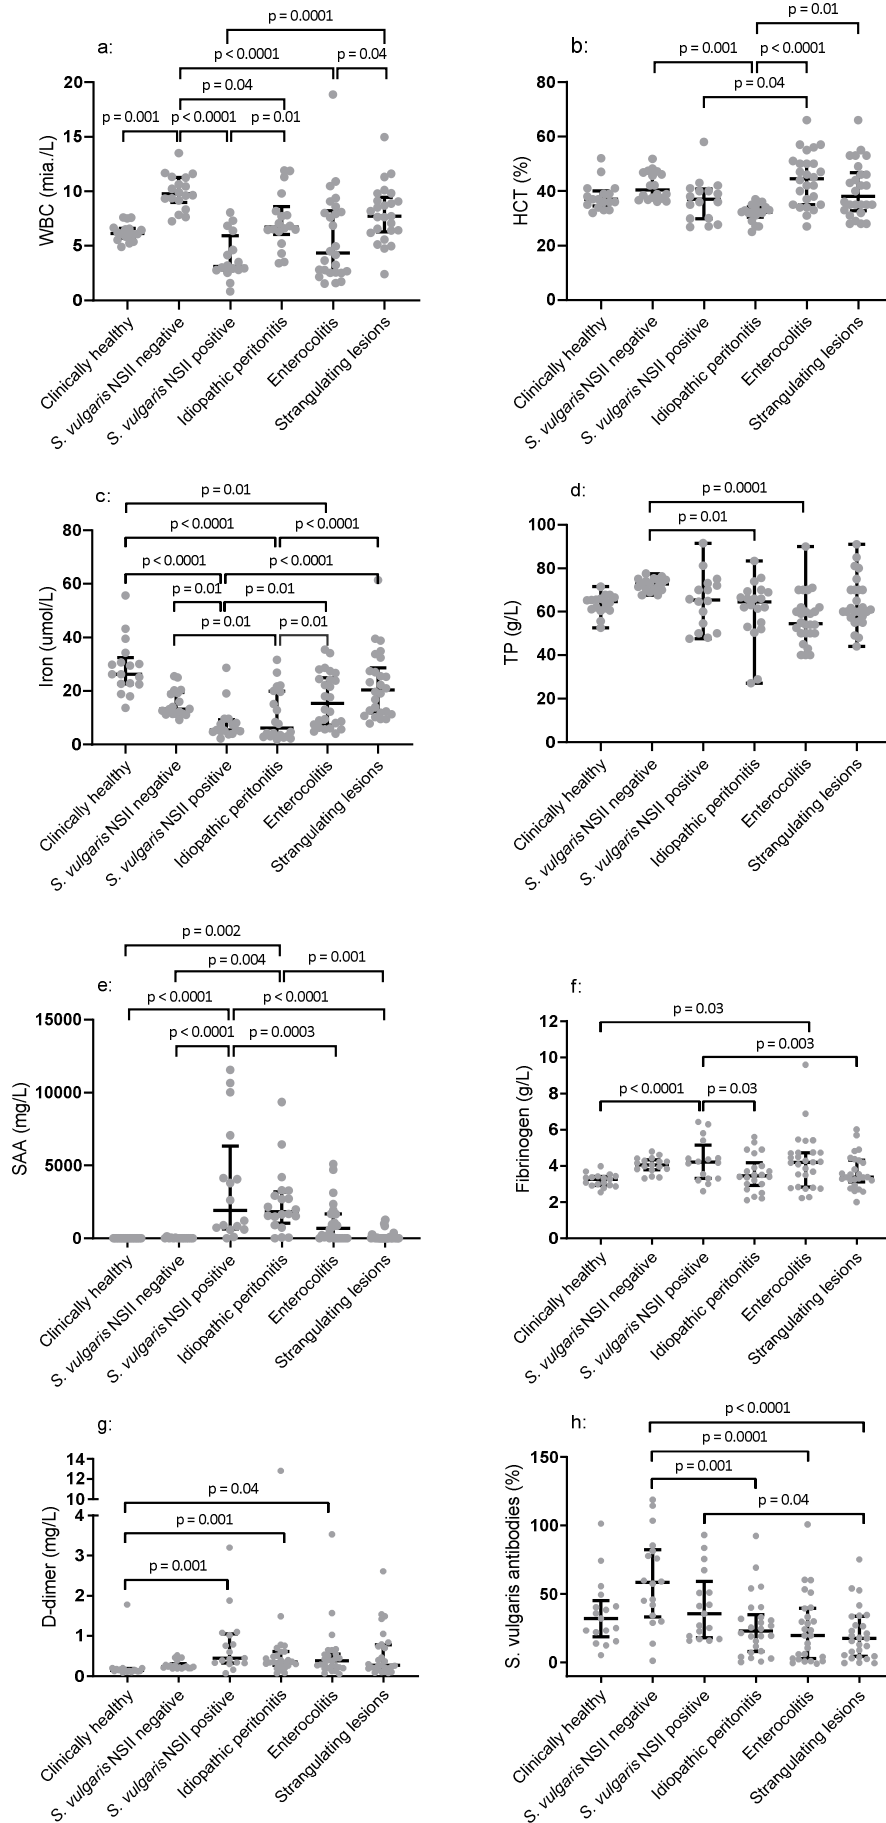 a:
p = 0.0001
p < 0.0001
p = 0.04
p = 0.04
p = 0.001
p < 0.0001
p = 0.01
WBC (mia./L)
20
15
10
5
0
Clinically healthy
S. vulgaris NSII negative
S. vulgaris NSII positive
Idiopathic peritonitis
Enterocolitis
Strangulating lesions
b:
p = 0.01
p = 0.001
p < 0.0001
p = 0.04
HCT (%)
80
60
40
20
0
Clinically healthy
S. vulgaris NSII negative
S. vulgaris NSII positive
Idiopathic peritonitis
Enterocolitis
Strangulating lesions
c:
p = 0.01
p < 0.0001
p < 0.0001
p < 0.0001
p < 0.0001
p = 0.01
p = 0.01
p = 0.01
p = 0.01
Iron (umol/L)
80
60
40
20
0
Clinically healthy
S. vulgaris NSII negative
S. vulgaris NSII positive
Idiopathic peritonitis
Enterocolitis
Strangulating lesions
d:
p = 0.0001
p = 0.01
TP (g/L)
100
80
60
40
20
0
Clinically healthy
S. vulgaris NSII negative
S. vulgaris NSII positive
Idiopathic peritonitis
Enterocolitis
Strangulating lesions
e:
p = 0.002
p = 0.004
p = 0.001
p < 0.0001
p < 0.0001
p < 0.0001
p = 0.0003
SAA (mg/L)
15000
10000
5000
0
Clinically healthy
S. vulgaris NSII negative
S. vulgaris NSII positive
Idiopathic peritonitis
Enterocolitis
Strangulating lesions
f:
p = 0.03
p = 0.003
p < 0.0001
p = 0.03
Fibrinogen (g/L)
12
10
8
6
4
2
0
Clinically healthy
S. vulgaris NSII negative
S. vulgaris NSII positive
Idiopathic peritonitis
Enterocolitis
Strangulating lesions
g:
p = 0.04
p = 0.001
p = 0.001
D-dimer (mg/L)
14
12
10
4
3
2
1
0
Clinically healthy
S. vulgaris NSII negative
S. vulgaris NSII positive
Idiopathic peritonitis
Enterocolitis
Strangulating lesions
h:
p < 0.0001
p = 0.0001
p = 0.001
p = 0.04
S. vulgaris antibodies (%)
150
100
50
0
Clinically healthy
S. vulgaris NSII negative
S. vulgaris NSII positive
Idiopathic peritonitis
Enterocolitis
Strangulating lesions